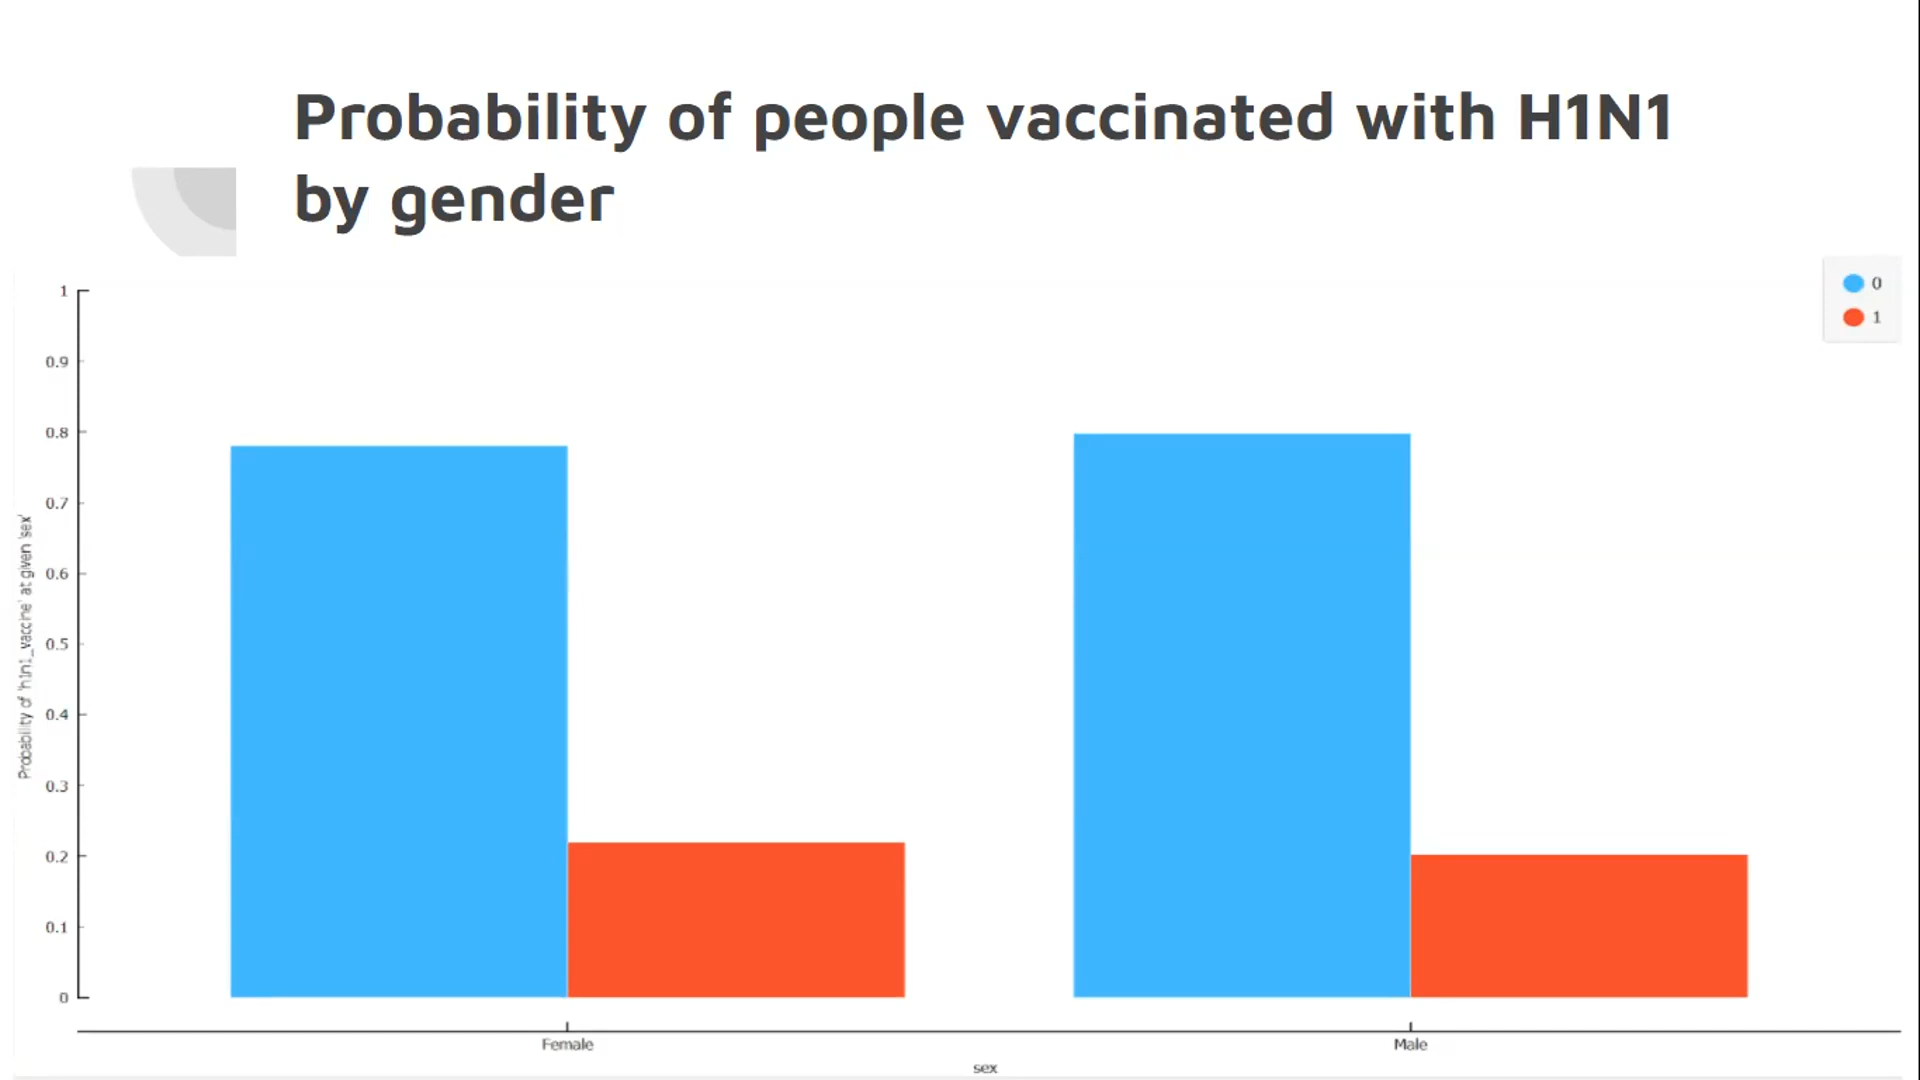 Probability of people vaccinated with H1N1
by gender
0
1
1
0.9
0.8
0.7
0.6
0.5
0.4
0.3
0.2
0.1
0
Probability of 'h1n1_vaccine' at given 'sex'
Female
Male
sex